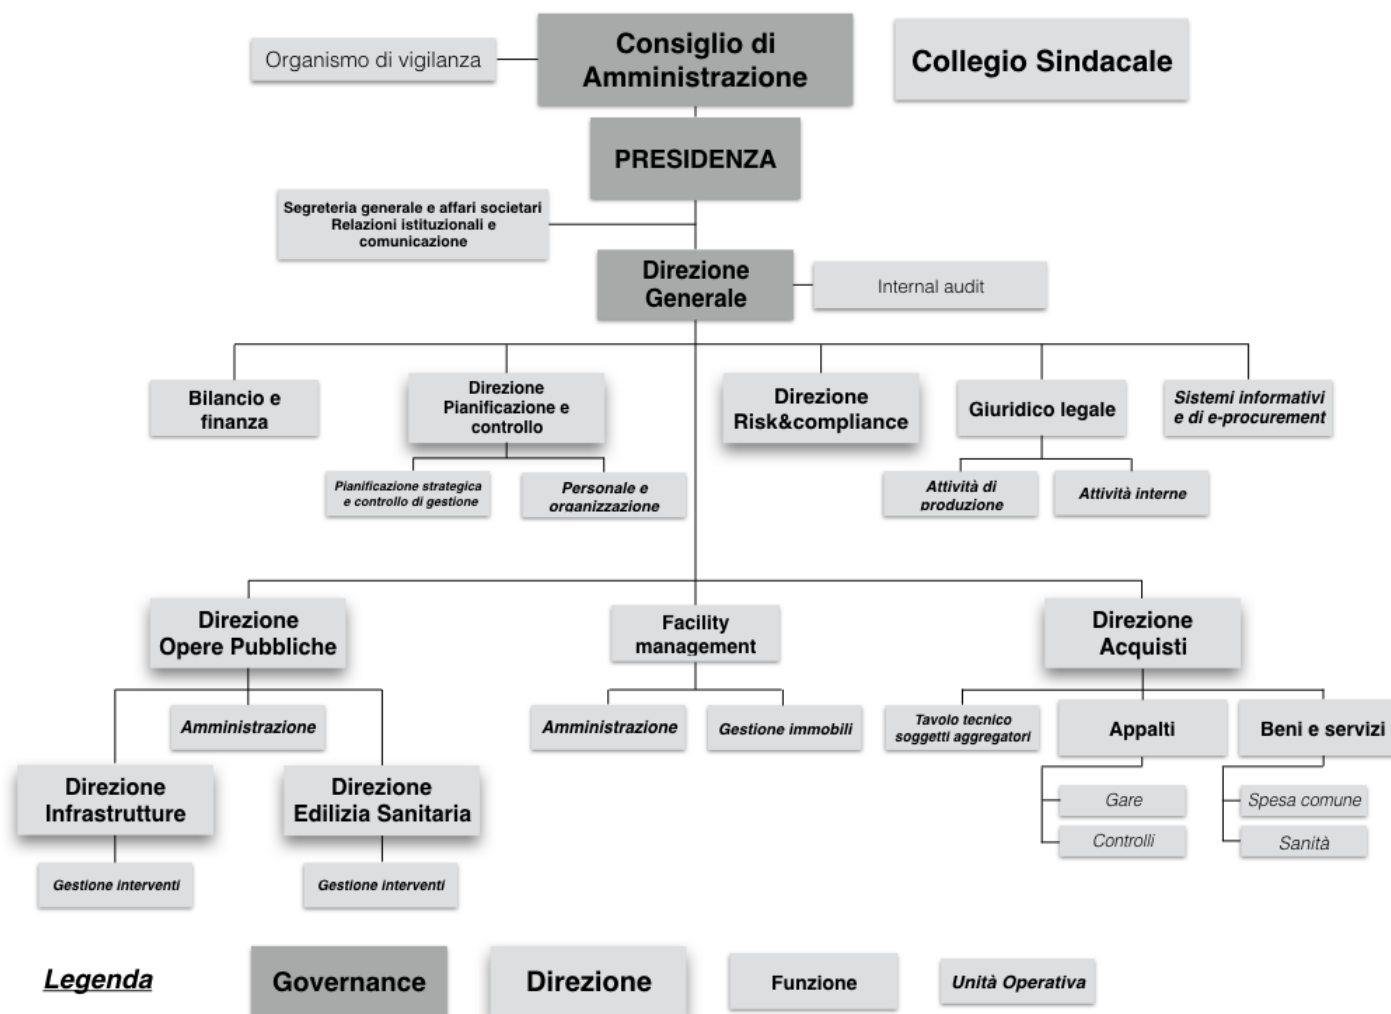 Organismo di vigilanza
Consiglio di
Amministrazione
Collegio Sindacale
PRESIDENZA
Segreteria generale e affari societari
Relazioni istituzionali e
comunicazione
Direzione
Generale
Internal audit
Bilancio e
finanza
Direzione
Pianificazione e
controllo
Direzione
Risk&compliance
Giuridico legale
Sistemi informativi
e di e-procurement
Pianificazione strategica
e controllo di gestione
Personale e
organizzazione
Attività di
produzione
Attività interne
Direzione
Opere Pubbliche
Facility
management
Direzione
Acquisti
Amministrazione
Amministrazione
Gestione immobili
Tavolo tecnico
soggetti aggregatori
Appalti
Beni e servizi
Direzione
Infrastrutture
Direzione
Edilizia Sanitaria
Gare
Controlli
Spesa comune
Sanità
Gestione interventi
Gestione interventi
Legenda
Governance
Direzione
Funzione
Unità Operativa